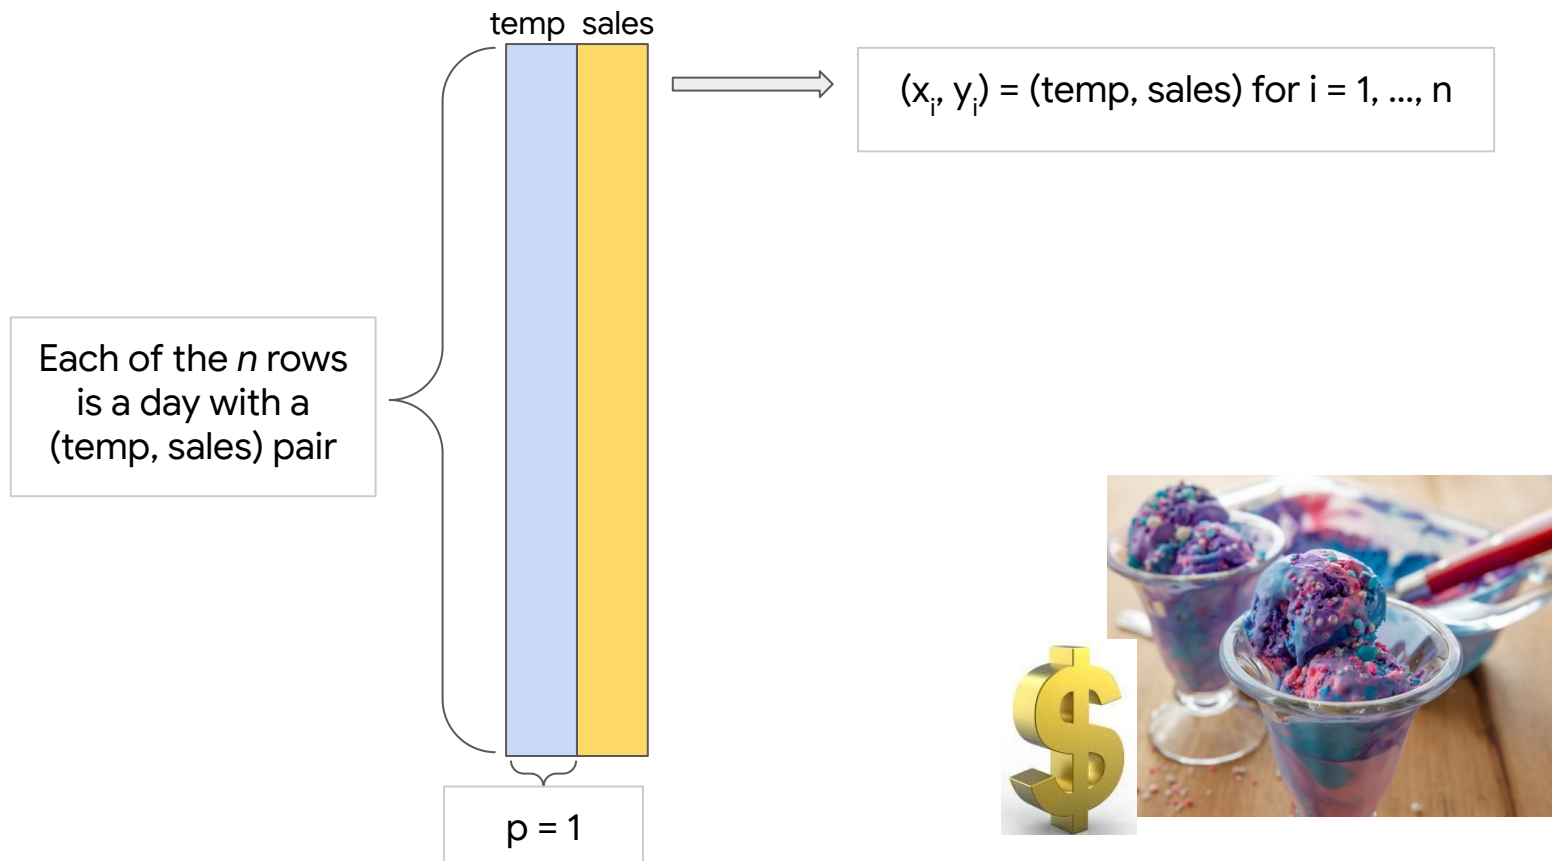 temp sales
(xᵢ, yᵢ) = (temp, sales) for i = 1, ..., n
Each of the n rows
is a day with a
(temp, sales) pair
p = 1